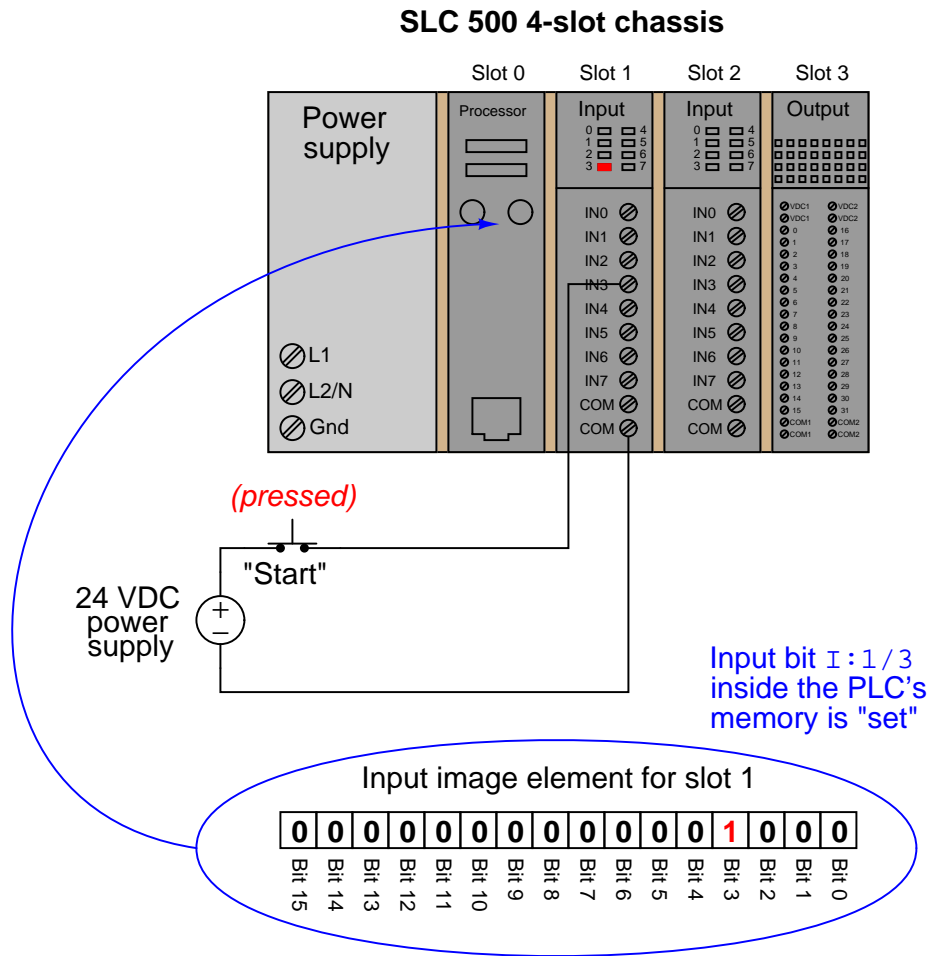 SLC 500 4-slot chassis
Slot 0 Slot 1 Slot 2 Slot 3
Power supply
Processor
Input
0 4
1 5
2 6
3 7
Input
0 4
1 5
2 6
3 7
Output
L1
L2/N
Gnd
IN0
IN1
IN2
IN3
IN4
IN5
IN6
IN7
COM
COM
IN0
IN1
IN2
IN3
IN4
IN5
IN6
IN7
COM
COM
VDC1 VDC2
VDC1 VDC2
0 16
1 17
2 18
3 19
4 20
5 21
6 22
7 23
8 24
9 25
10 26
11 27
12 28
13 29
14 30
15 31
COM1 COM2
COM1 COM2
(pressed)
"Start"
24 VDC
power
supply
+
−
Input bit I:1/3
inside the PLC's
memory is "set"
Input image element for slot 1
0 0 0 0 0 0 0 0 0 0 0 0 1 0 0 0
Bit 15 Bit 14 Bit 13 Bit 12 Bit 11 Bit 10 Bit 9 Bit 8 Bit 7 Bit 6 Bit 5 Bit 4 Bit 3 Bit 2 Bit 1 Bit 0